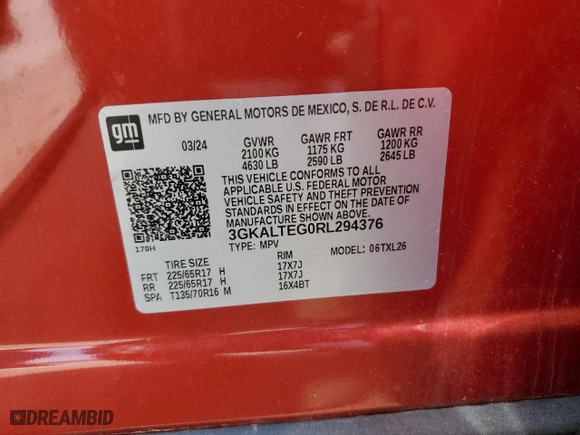 MFD BY GENERAL MOTORS DE MEXICO, S. DE R.L. DE C.V.
gm
03/24 GVWR GAWR FRT GAWR RR
2100 KG 1175 KG 1200 KG
4630 LB 2590 LB 2645 LB
THIS VEHICLE CONFORMS TO ALL
APPLICABLE U.S. FEDERAL MOTOR
VEHICLE SAFETY AND THEFT PREVENTION
STANDARDS IN EFFECT ON THE DATE OF
MANUFACTURE SHOWN ABOVE.
3GKALTEG0RL294376
170H TYPE: MPV MODEL: 06TXL26
TIRE SIZE RIM
FRT 225/65R17 H 17X7J
RR 225/65R17 H 17X7J
SPA T135/70R16 M 16X4BT
DREAMBID